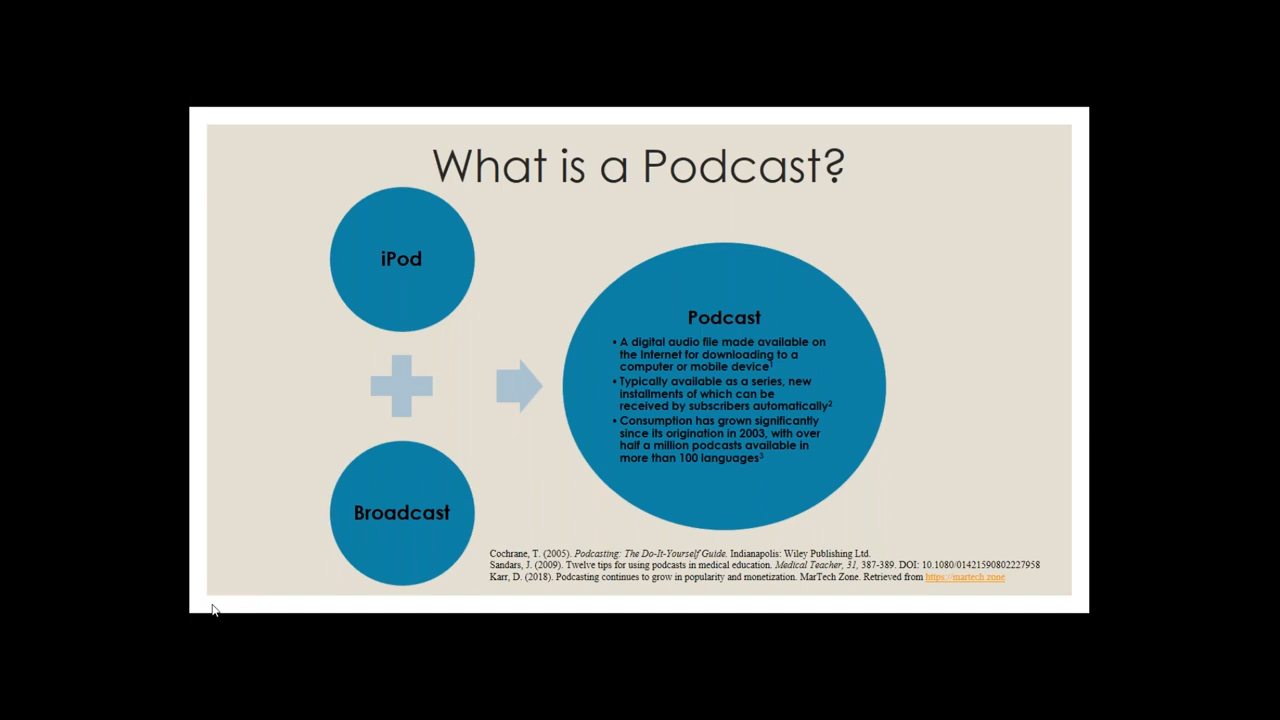 What is a Podcast?
iPod
Broadcast
Podcast
• A digital audio file made available on
the Internet for downloading to a
computer or mobile device¹
• Typically available as a series, new
installments of which can be
received by subscribers automatically²
• Consumption has grown significantly
since its origination in 2003, with over
half a million podcasts available in
more than 100 languages³
Cochrane, T. (2005). Podcasting: The Do-It-Yourself Guide. Indianapolis: Wiley Publishing Ltd.
Sandars, J. (2009). Twelve tips for using podcasts in medical education. Medical Teacher, 31, 387-389. DOI: 10.1080/01421590802227958
Karr, D. (2018). Podcasting continues to grow in popularity and monetization. MarTech Zone. Retrieved from https://martech.zone